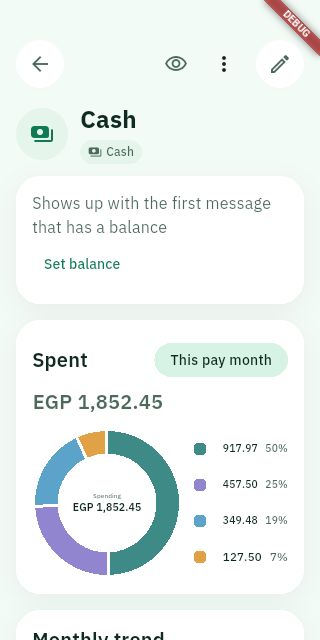 DEBUG
Cash
Cash
Shows up with the first message
that has a balance
Set balance
Spent
This pay month
EGP 1,852.45
Spending
EGP 1,852.45
917.97 50%
457.50 25%
349.48 19%
127.50 7%
Monthly trend